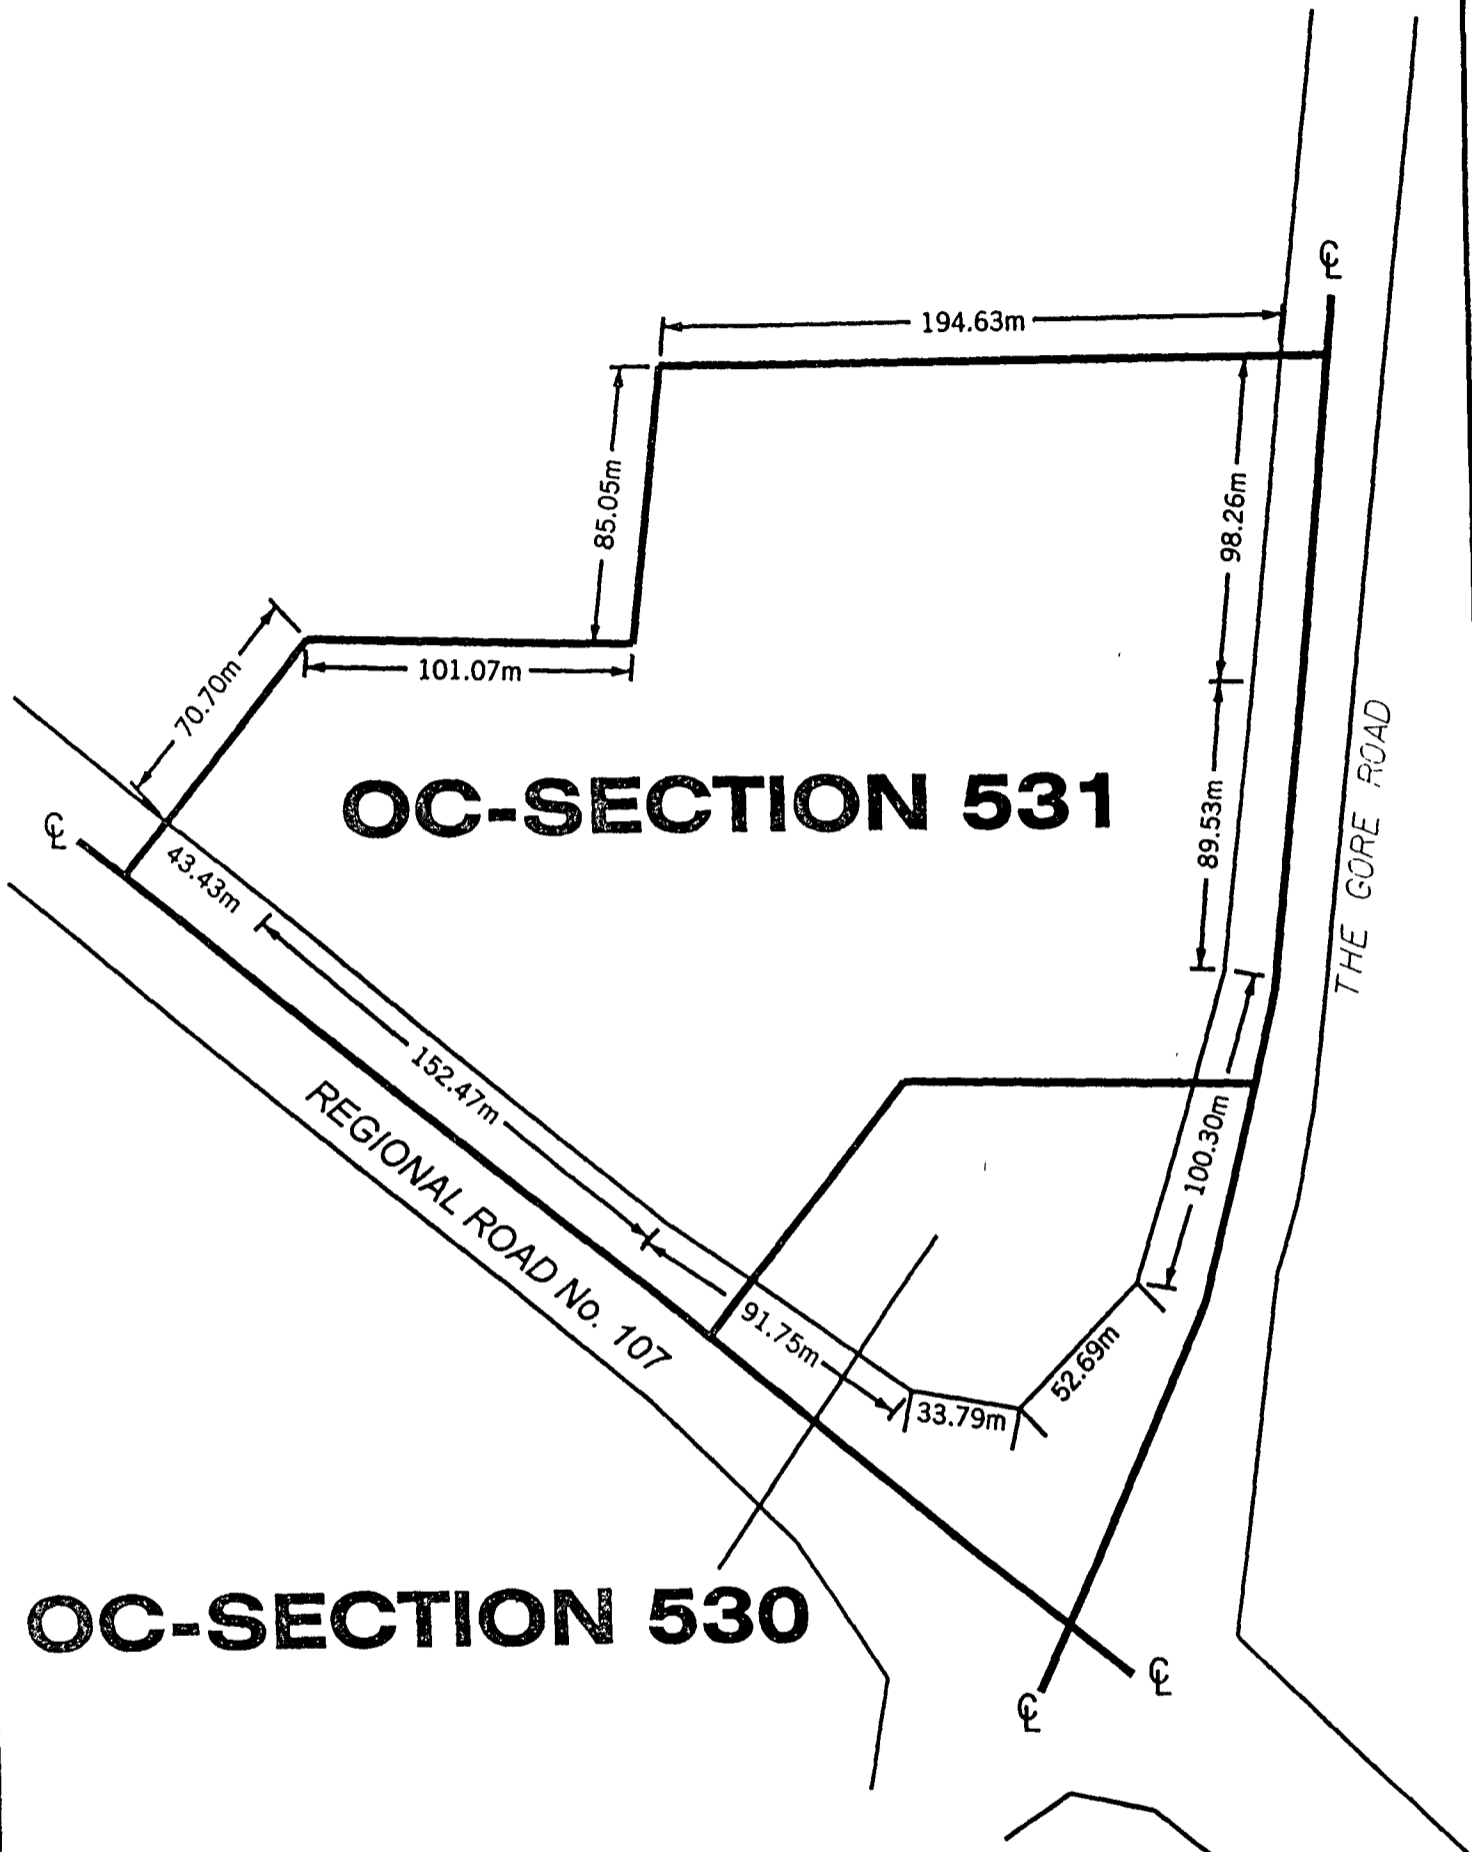 ℄
194.63m
85.05m
98.26m
70.70m
101.07m
THE GORE ROAD
OC-SECTION 531
89.53m
℄
43.43m
152.47m
REGIONAL ROAD No. 107
100.30m
91.75m
52.69m
33.79m
OC-SECTION 530
℄
℄